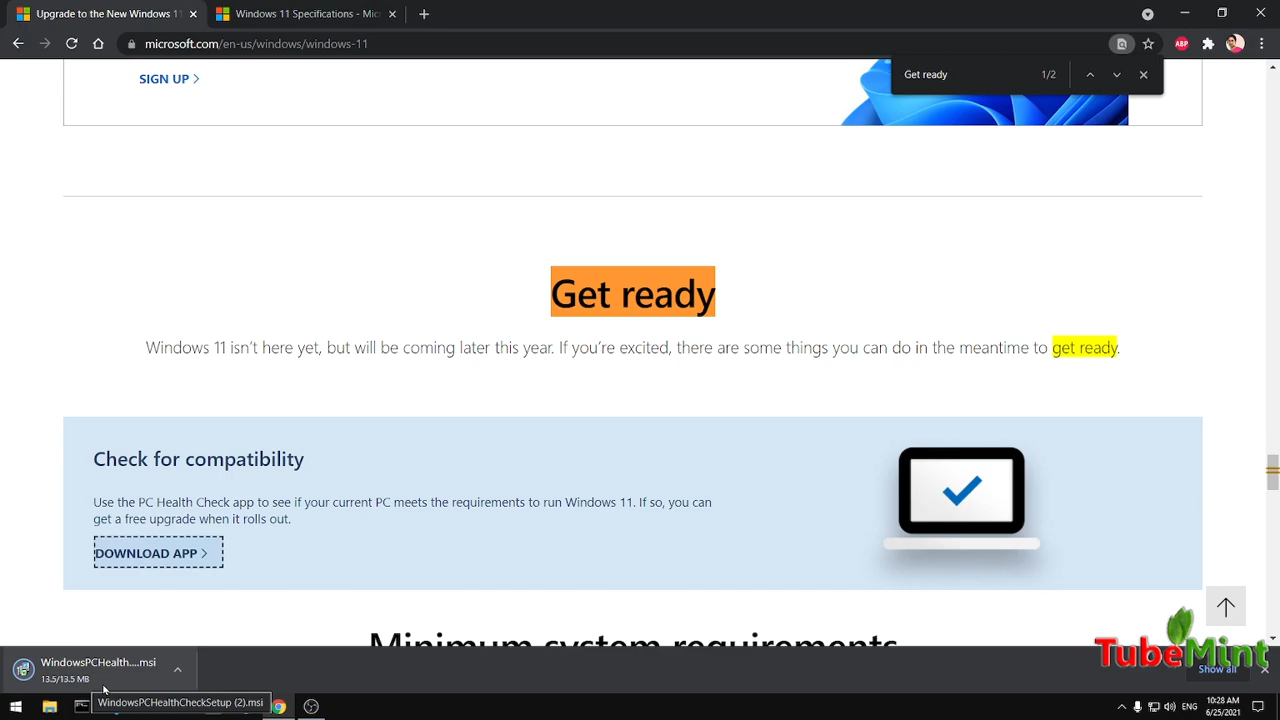 Upgrade to the New Windows 1
Windows 11 Specifications - Mic
microsoft.com/en-us/windows/windows-11
ABP
Get ready
1/2
SIGN UP
Get ready
Windows 11 isn't here yet, but will be coming later this year. If you're excited, there are some things you can do in the meantime to get ready.
Check for compatibility
Use the PC Health Check app to see if your current PC meets the requirements to run Windows 11. If so, you can
get a free upgrade when it rolls out.
DOWNLOAD APP
Minimum system requirements
TubeMint
WindowsPCHealth....msi
13.5/13.5 MB
Show all
WindowsPCHealthCheckSetup (2).msi
10:28 AM
6/25/2021